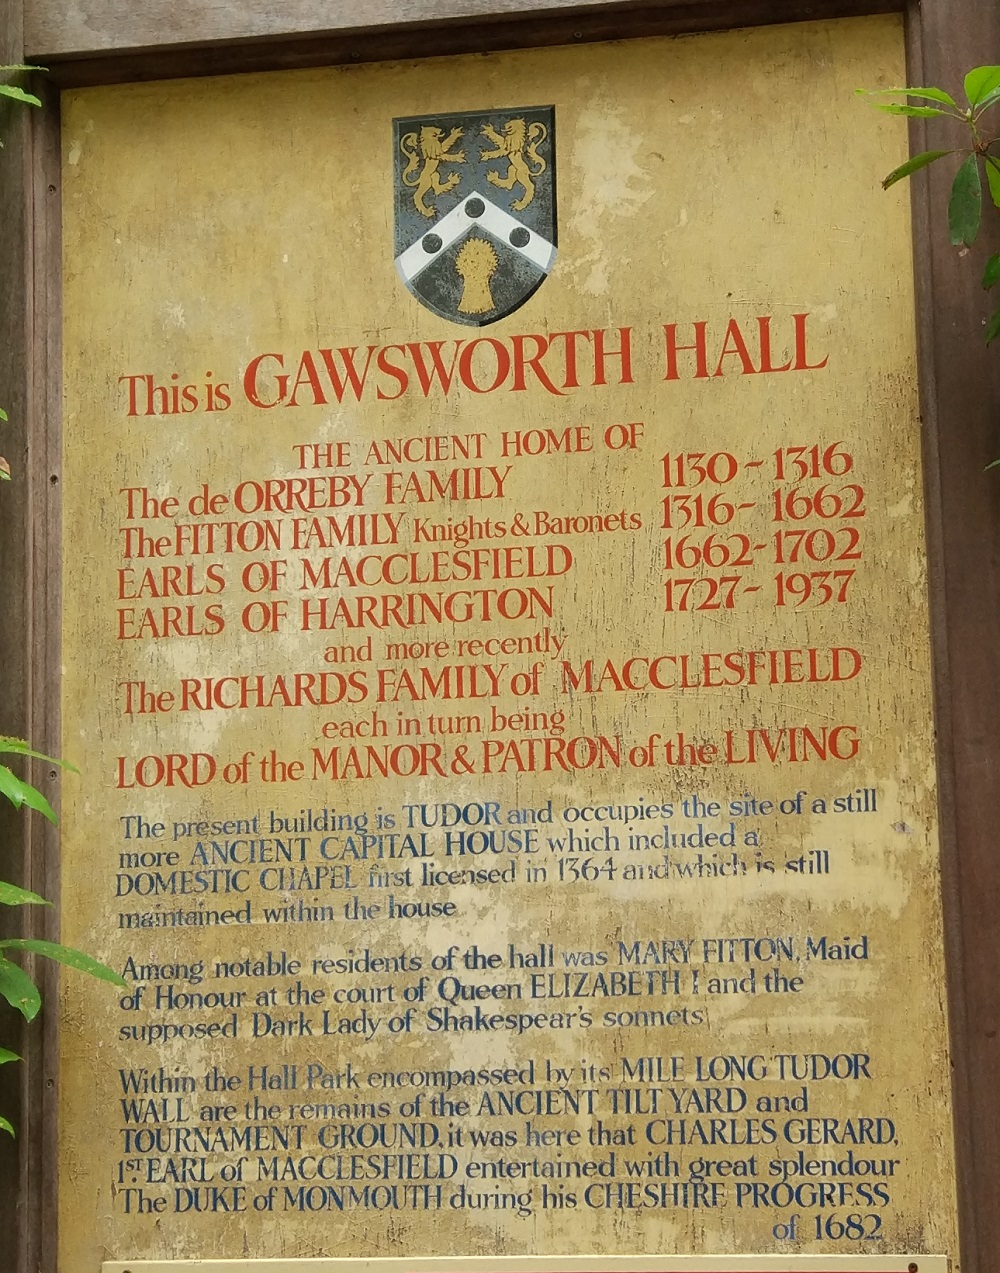 This is GAWSWORTH HALL
THE ANCIENT HOME OF
The de ORREBY FAMILY 1130 - 1316
The FITTON FAMILY Knights & Baronets 1316 - 1662
EARLS OF MACCLESFIELD 1662 - 1702
EARLS OF HARRINGTON 1727 - 1937
and more recently
The RICHARDS FAMILY of MACCLESFIELD
each in turn being
LORD of the MANOR & PATRON of the LIVING
The present building is TUDOR and occupies the site of a still
more ANCIENT CAPITAL HOUSE which included a
DOMESTIC CHAPEL first licensed in 1364 and which is still
maintained within the house
Among notable residents of the hall was MARY FITTON, Maid
of Honour at the court of Queen ELIZABETH I and the
supposed Dark Lady of Shakespear's sonnets
Within the Hall Park encompassed by its MILE LONG TUDOR
WALL are the remains of the ANCIENT TILT YARD and
TOURNAMENT GROUND, it was here that CHARLES GERARD,
1ST. EARL of MACCLESFIELD entertained with great splendour
The DUKE of MONMOUTH during his CHESHIRE PROGRESS
of 1682